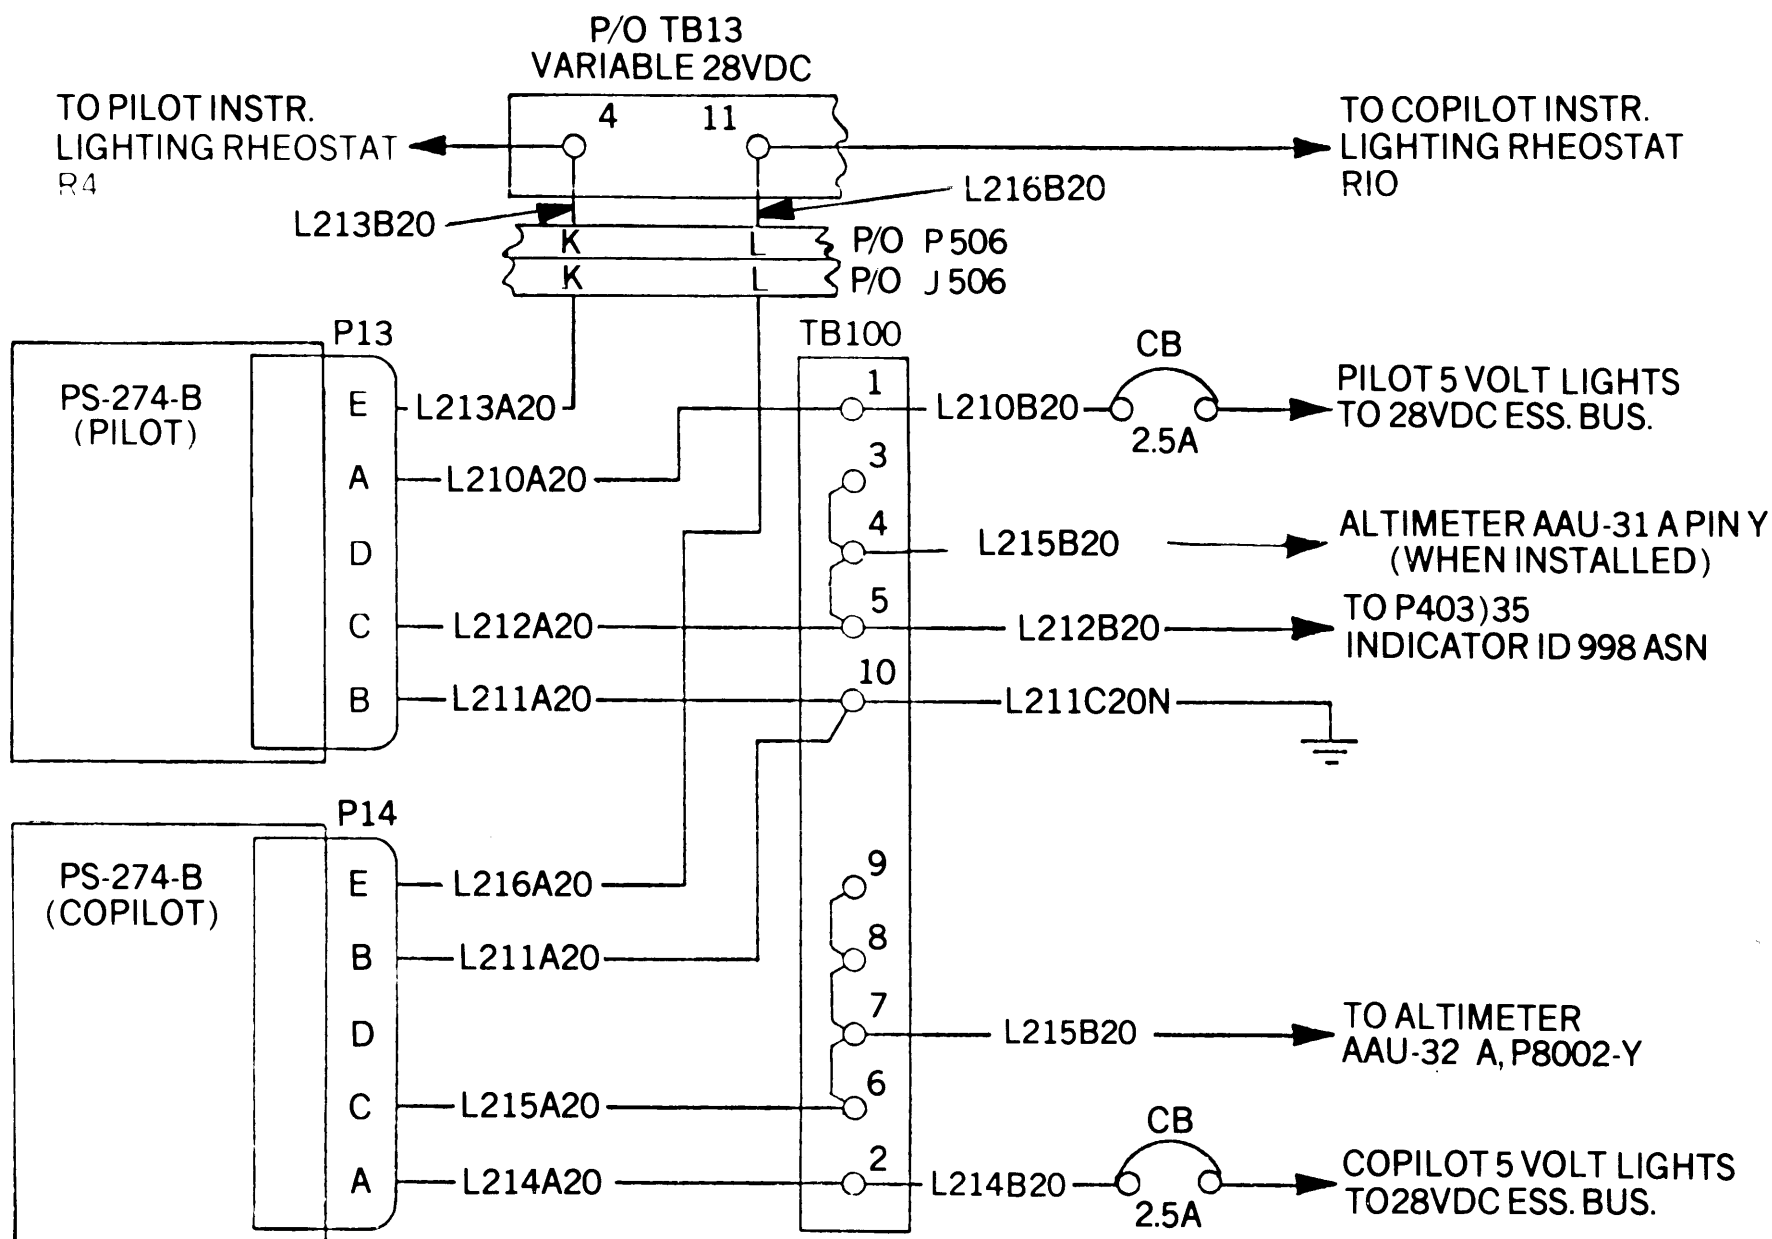 P/O TB13
VARIABLE 28VDC
TO PILOT INSTR.
LIGHTING RHEOSTAT
R4
4
11
TO COPILOT INSTR.
LIGHTING RHEOSTAT
R10
L213B20
L216B20
K
L
P/O P506
K
L
P/O J506
P13
PS-274-B
(PILOT)
E
L213A20
A
L210A20
D
C
L212A20
B
L211A20
TB100
1
L210B20
CB
2.5A
PILOT 5 VOLT LIGHTS
TO 28VDC ESS. BUS.
3
4
L215B20
ALTIMETER AAU-31 A PIN Y
(WHEN INSTALLED)
5
L212B20
TO P403)35
INDICATOR ID 998 ASN
10
L211C20N
P14
PS-274-B
(COPILOT)
E
L216A20
B
L211A20
D
C
L215A20
A
L214A20
9
8
7
L215B20
TO ALTIMETER
AAU-32 A, P8002-Y
6
2
L214B20
CB
2.5A
COPILOT 5 VOLT LIGHTS
TO28VDC ESS. BUS.